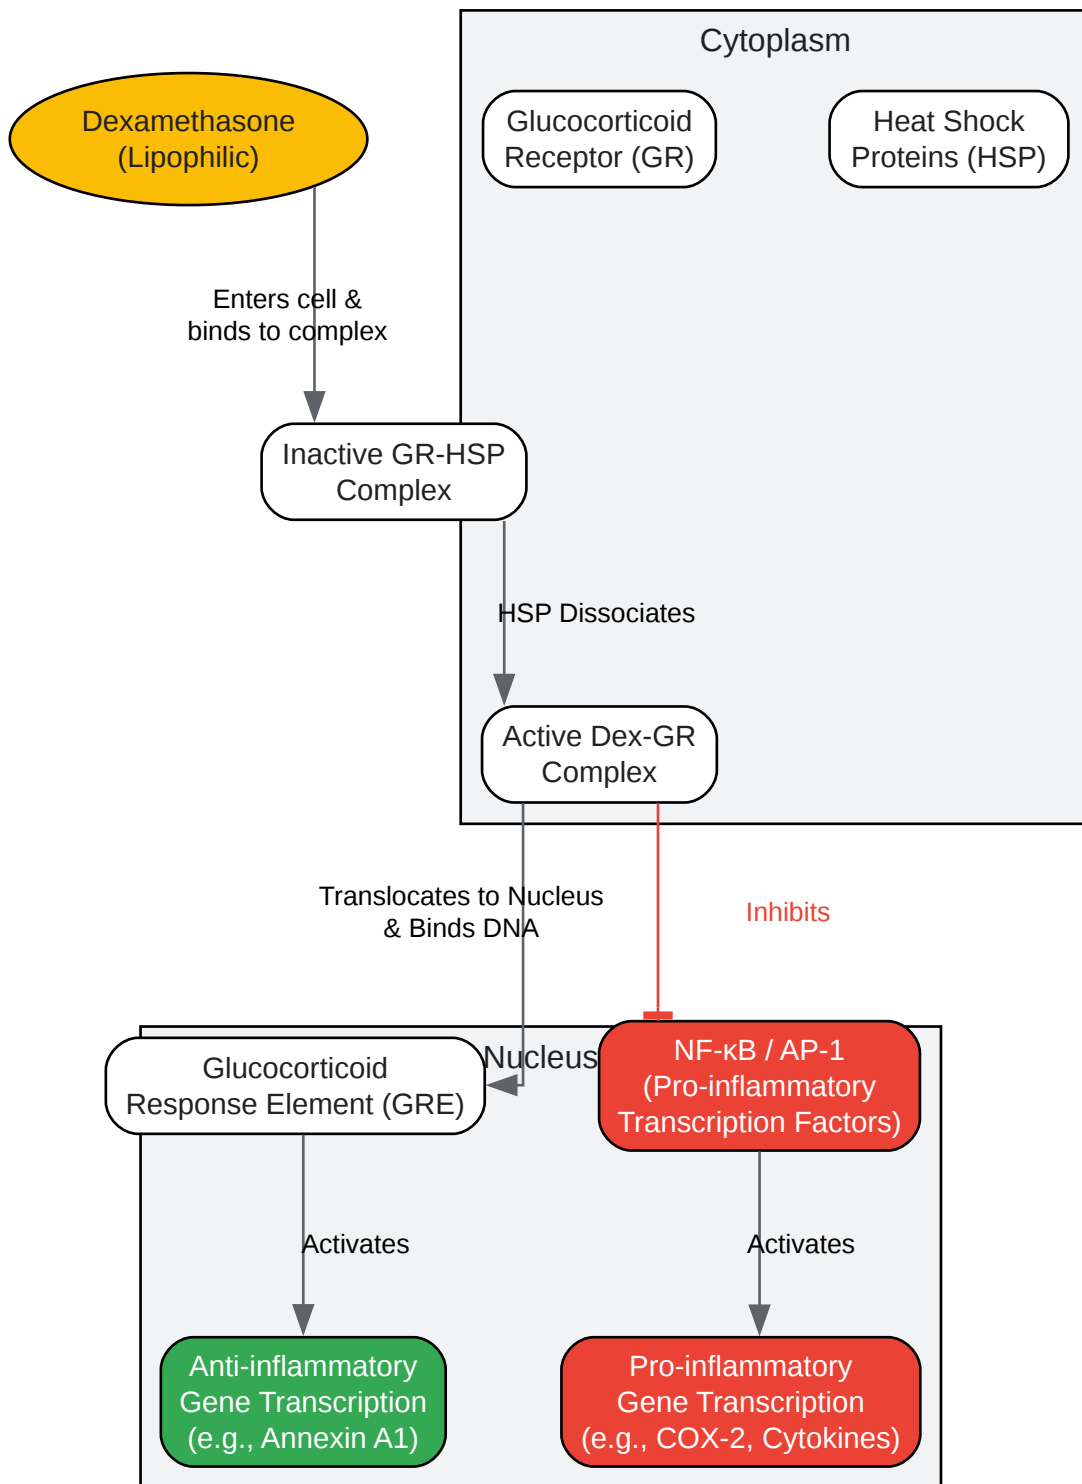 Cytoplasm
Dexamethasone
(Lipophilic)
Glucocorticoid
Receptor (GR)
Heat Shock
Proteins (HSP)
Enters cell &
binds to complex
Inactive GR-HSP
Complex
HSP Dissociates
Active Dex-GR
Complex
Translocates to Nucleus
& Binds DNA
Inhibits
Nucleus
Glucocorticoid
Response Element (GRE)
NF-κB / AP-1
(Pro-inflammatory
Transcription Factors)
Activates
Activates
Anti-inflammatory
Gene Transcription
(e.g., Annexin A1)
Pro-inflammatory
Gene Transcription
(e.g., COX-2, Cytokines)